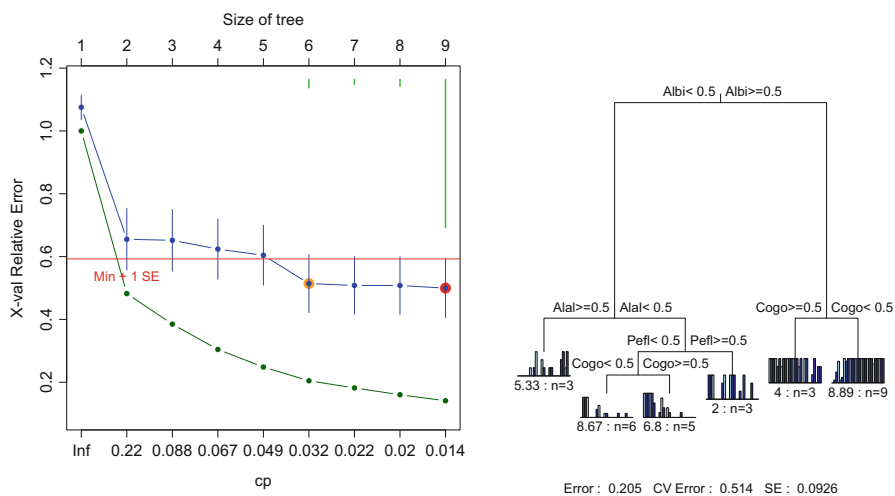 Size of tree
1 2 3 4 5 6 7 8 9
X-val Relative Error
1.2
1.0
0.8
0.6
0.4
0.2
Min + 1 SE
Inf 0.22 0.088 0.067 0.049 0.032 0.022 0.02 0.014
cp
Albi< 0.5 Albi>=0.5
Alal>=0.5 Alal< 0.5
Cogo>=0.5 Cogo< 0.5
Pefl< 0.5 Pefl>=0.5
Cogo< 0.5 Cogo>=0.5
5.33 : n=3
8.67 : n=6
6.8 : n=5
2 : n=3
4 : n=3
8.89 : n=9
Error : 0.205 CV Error : 0.514 SE : 0.0926